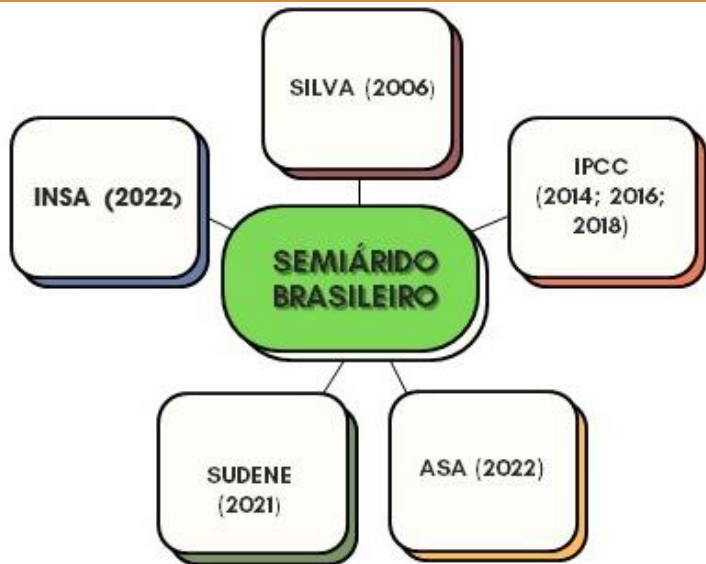 SILVA (2006)
INSA (2022)
IPCC
(2014; 2016;
2018)
SEMIÁRIDO
BRASILEIRO
SUDENE
(2021)
ASA (2022)